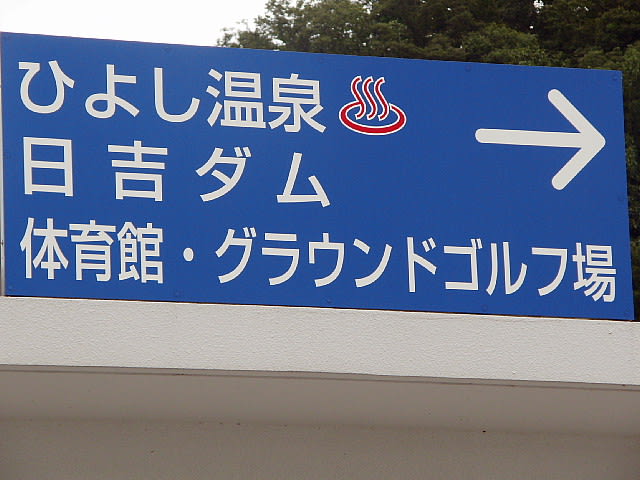 ひよし温泉♨→
日吉ダム
体育館・グラウンドゴルフ場